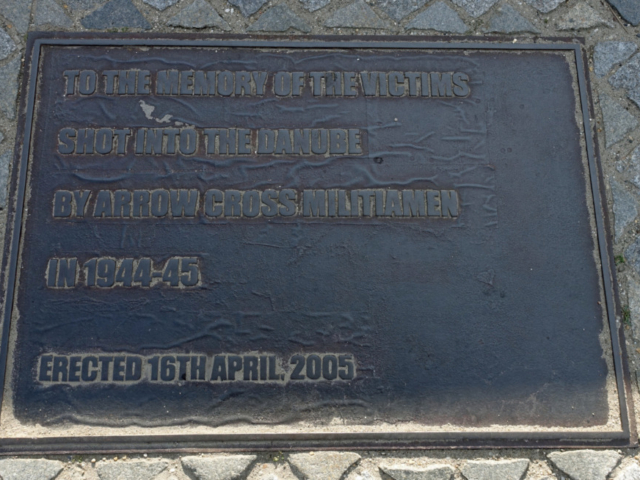 TO THE MEMORY OF THE VICTIMS
SHOT INTO THE DANUBE
BY ARROW CROSS MILITIAMEN
IN 1944-45
ERECTED 16TH APRIL, 2005